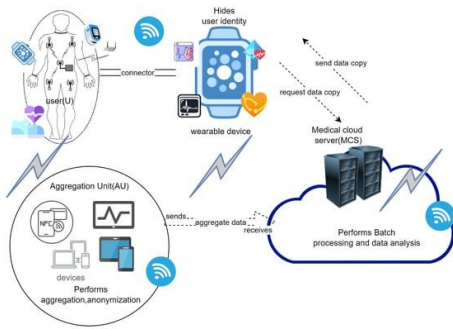 Hides
user identity
connector
user(U)
wearable device
send data copy
request data copy
Medical cloud
server(MCS)
Aggregation Unit(AU)
NFC
devices
Performs
aggregation,anonymization
sends
aggregate data
receives
Performs Batch
processing and data analysis